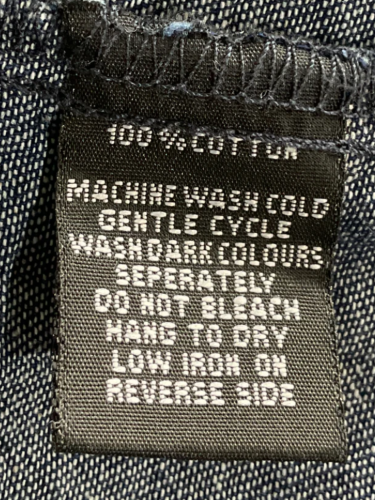 100% COTTON
MACHINE WASH COLD
GENTLE CYCLE
WASH DARK COLOURS
SEPERATELY
DO NOT BLEACH
HANG TO DRY
LOW IRON ON
REVERSE SIDE